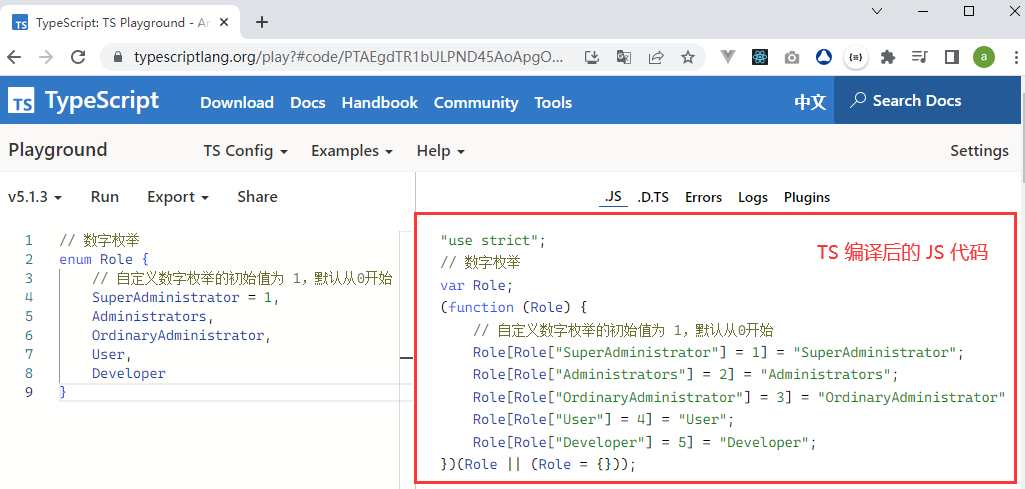 TypeScript: TS Playground - An
typescriptlang.org/play?#code/PTAEgdTR1bULPND45AoApgO...
a
TS TypeScript Download Docs Handbook Community Tools 中文 Search Docs
Playground TS Config Examples Help Settings
v5.1.3 Run Export Share .JS .D.TS Errors Logs Plugins
1 // 数字枚举
2 enum Role {
3 // 自定义数字枚举的初始值为 1，默认从0开始
4 SuperAdministrator = 1,
5 Administrators,
6 OrdinaryAdministrator,
7 User,
8 Developer
9 }
TS 编译后的 JS 代码
"use strict";
// 数字枚举
var Role;
(function (Role) {
// 自定义数字枚举的初始值为 1，默认从0开始
Role[Role["SuperAdministrator"] = 1] = "SuperAdministrator";
Role[Role["Administrators"] = 2] = "Administrators";
Role[Role["OrdinaryAdministrator"] = 3] = "OrdinaryAdministrator"
Role[Role["User"] = 4] = "User";
Role[Role["Developer"] = 5] = "Developer";
})(Role || (Role = {}));